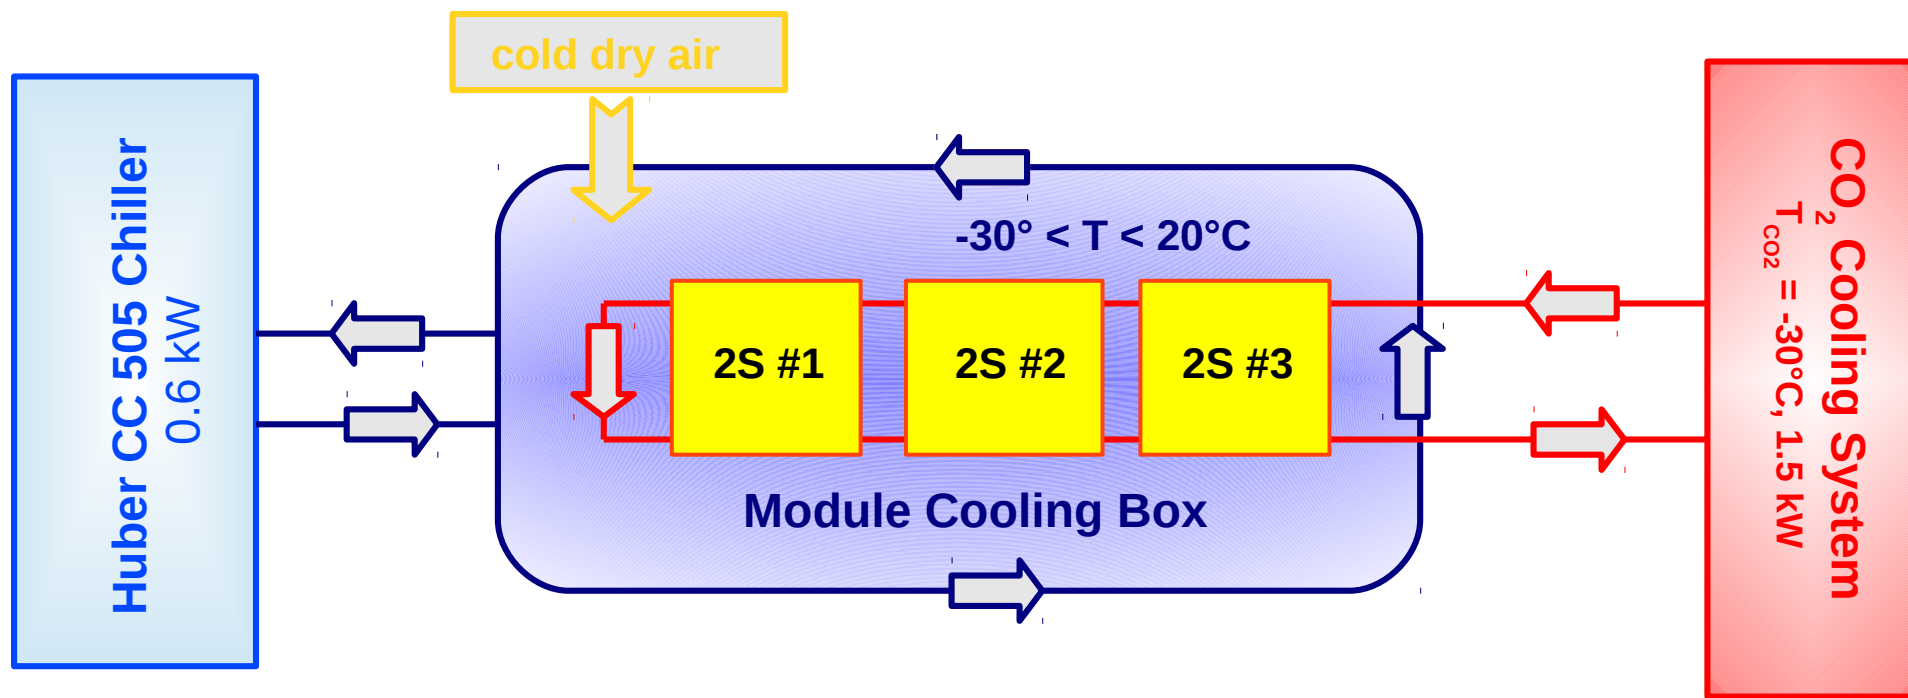 cold dry air
Huber CC 505 Chiller
0.6 kW
-30° < T < 20°C
2S #1
2S #2
2S #3
Module Cooling Box
CO2 Cooling System
TCO2 = -30°C, 1.5 kW